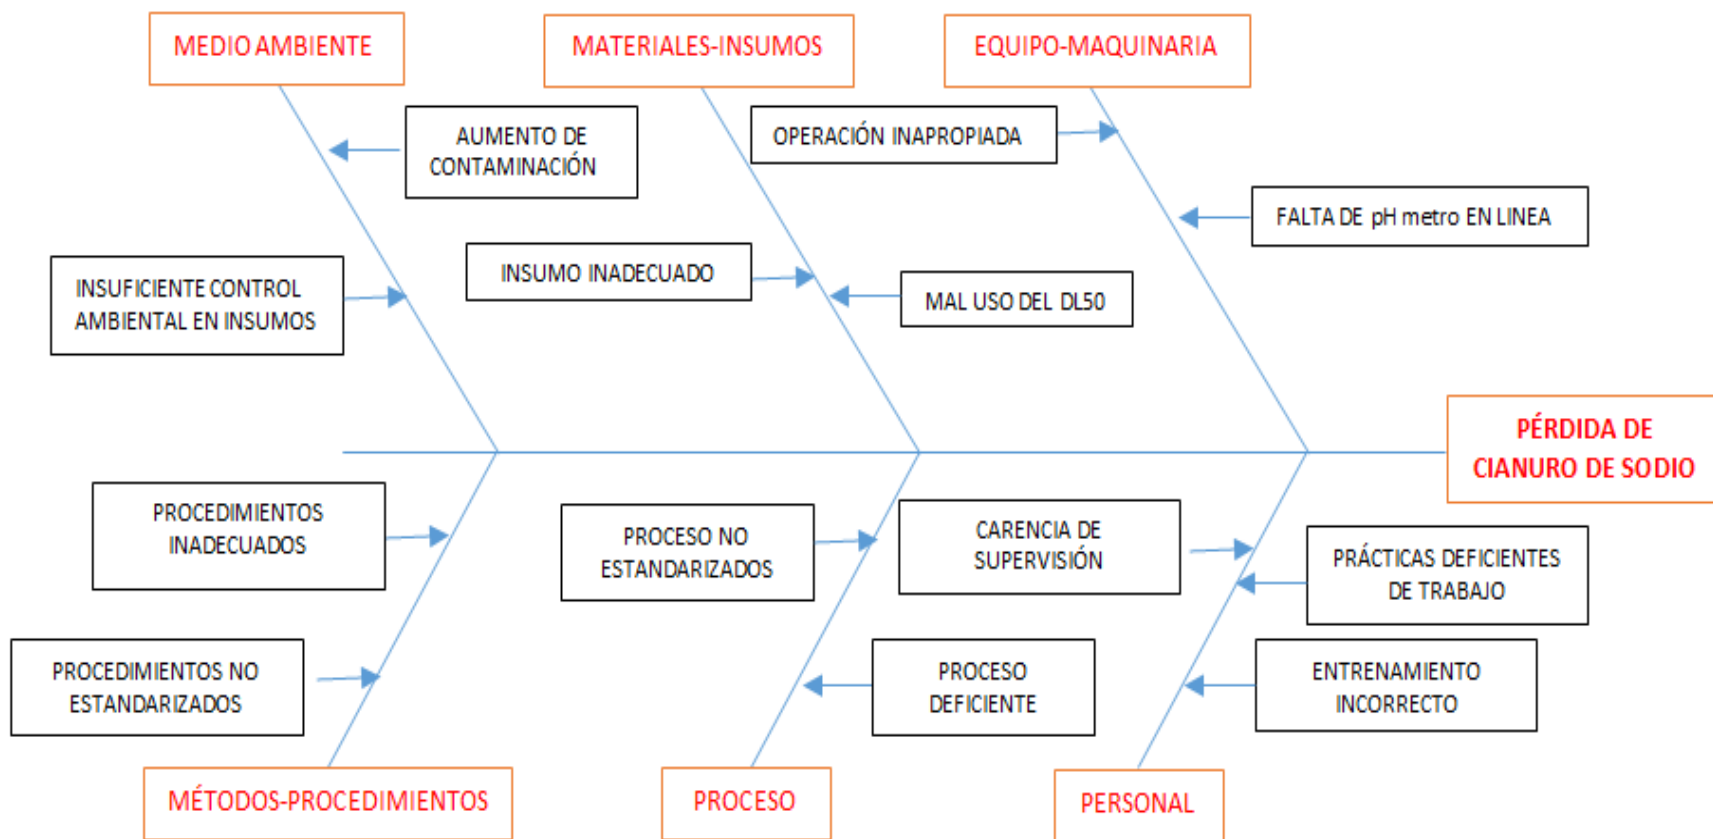 MEDIO AMBIENTE
MATERIALES-INSUMOS
EQUIPO-MAQUINARIA
AUMENTO DE
CONTAMINACIÓN
OPERACIÓN INAPROPIADA
FALTA DE pH metro EN LINEA
INSUFICIENTE CONTROL
AMBIENTAL EN INSUMOS
INSUMO INADECUADO
MAL USO DEL DL50
PÉRDIDA DE
CIANURO DE SODIO
PROCEDIMIENTOS
INADECUADOS
PROCESO NO
ESTANDARIZADOS
CARENCIA DE
SUPERVISIÓN
PRÁCTICAS DEFICIENTES
DE TRABAJO
PROCEDIMIENTOS NO
ESTANDARIZADOS
PROCESO
DEFICIENTE
ENTRENAMIENTO
INCORRECTO
MÉTODOS-PROCEDIMIENTOS
PROCESO
PERSONAL